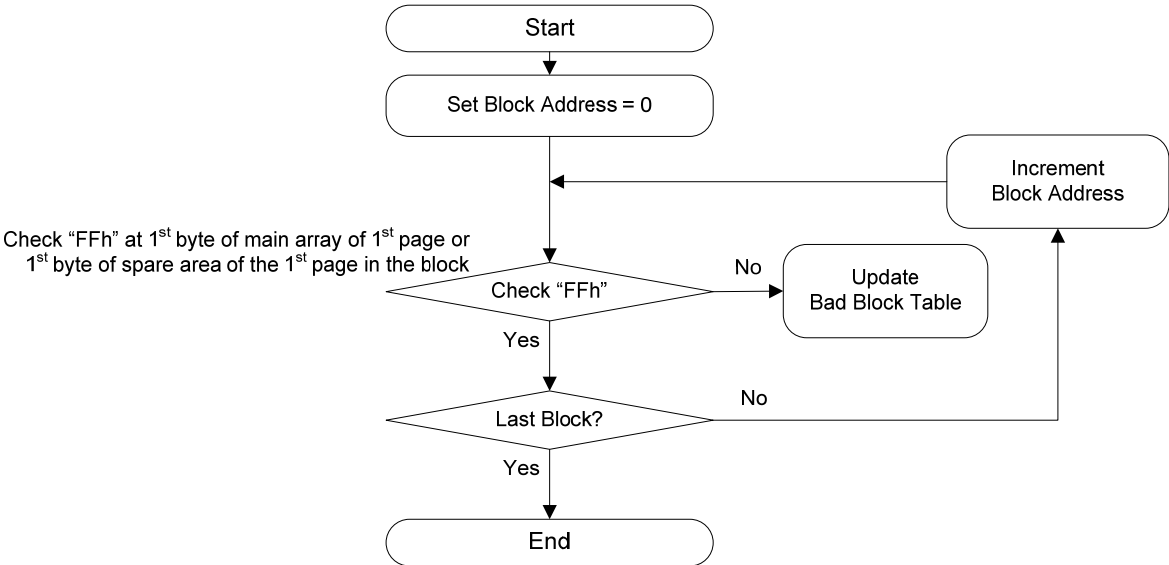 Start
Set Block Address = 0
Increment
Block Address
Check “FFh” at 1st byte of main array of 1st page or
1st byte of spare area of the 1st page in the block
Check “FFh”
No
Update
Bad Block Table
Yes
Last Block?
No
Yes
End